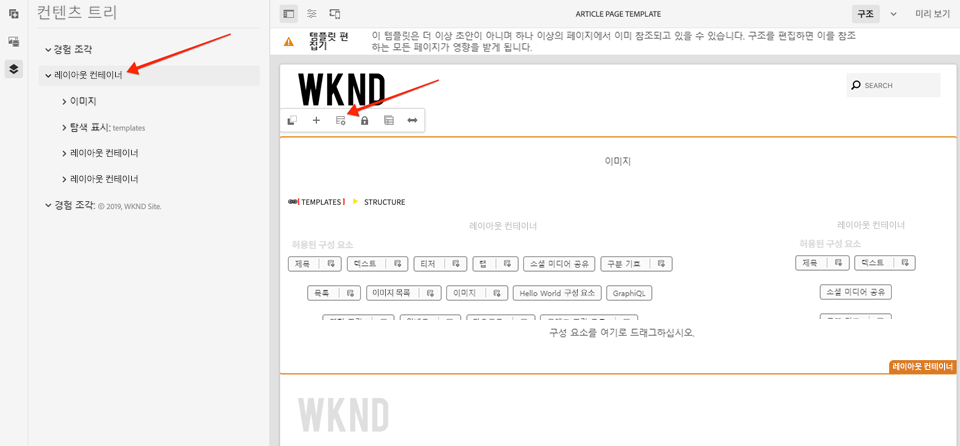 컨텐츠 트리
경험 조각
레이아웃 컨테이너
이미지
탐색 표시: templates
레이아웃 컨테이너
레이아웃 컨테이너
경험 조각: © 2019, WKND Site.
ARTICLE PAGE TEMPLATE
구조
미리 보기
템플릿 편집기
이 템플릿은 더 이상 초안이 아니며 하나 이상의 페이지에서 이미 참조되고 있을 수 있습니다. 구조를 편집하면 이를 참조
하는 모든 페이지가 영향을 받게 됩니다.
WKND
SEARCH
이미지
TEMPLATES
STRUCTURE
레이아웃 컨테이너
허용된 구성 요소
제목 텍스트 티저 탭 소셜 미디어 공유 구분 기호
목록 이미지 목록 이미지 Hello World 구성 요소 GraphiQL
레이아웃 컨테이너
허용된 구성 요소
제목 텍스트
소셜 미디어 공유
구성 요소를 여기로 드래그하십시오.
레이아웃 컨테이너
WKND